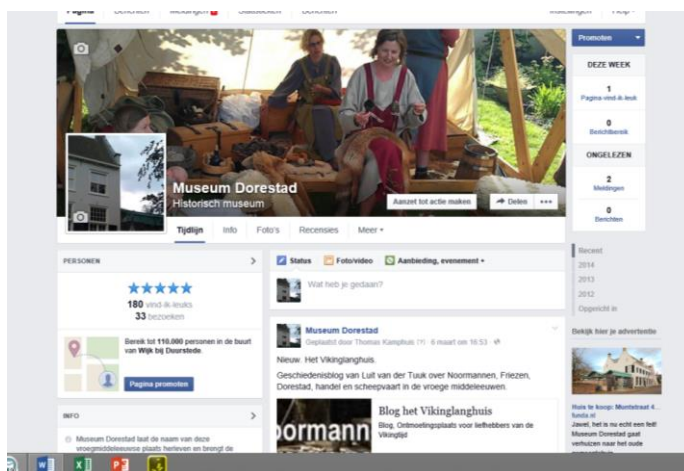 Pagina
Promoten
DEZE WEEK
1
Pagina-vind-ik-leuk
0
Berichtbereik
ONGELEZEN
2
Meldingen
0
Berichten
Museum Dorestad
Historisch museum
Aanzet tot actie maken
Delen
Tijdlijn Info Foto's Recensies Meer
Recent
2014
2013
2012
Opgericht in
PERSONEN
180 vind-ik-leuks
33 bezoeken
Bereik tot 110.000 personen in de buurt
van Wijk bij Duurstede.
Pagina promoten
INFO
Museum Dorestad laat de naam van deze
vroegmiddeleeuwse plaats herleven en brengt de
Status Foto/video Aanbieding, evenement
Wat heb je gedaan?
Museum Dorestad
Geplaatst door Thomas Kamphuis [?] · 6 maart om 16:53 ·
Nieuw. Het Vikinglanghuis.
Geschiedenisblog van Luit van der Tuuk over Noormannen, Friezen,
Dorestad, handel en scheepvaart in de vroege middeleeuwen.
oormann
Blog het Vikinglanghuis
Blog, Ontmoetingsplaats voor liefhebbers van de
Vikingtijd
Bekijk hier je advertentie
Huis te koop: Muntstraat 4...
funda.nl
Jawel, het is nu echt een feit!
Museum Dorestad gaat
verhuizen naar het oude